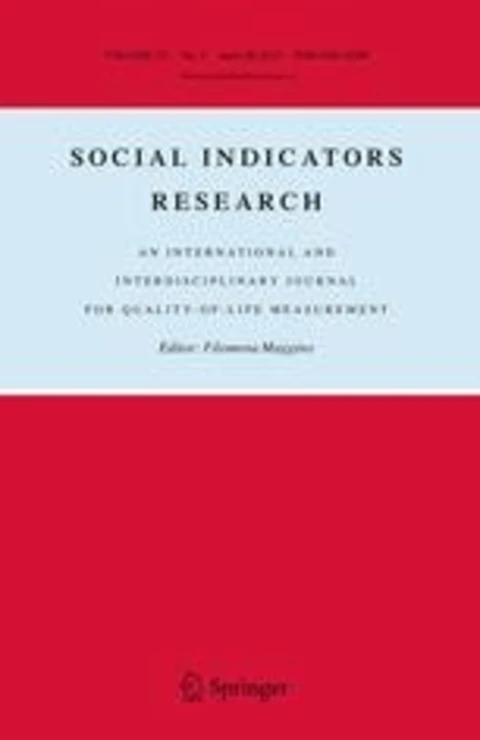 SOCIAL INDICATORS
RESEARCH
AN INTERNATIONAL AND
INTERDISCIPLINARY JOURNAL
FOR QUALITY-OF-LIFE MEASUREMENT
Editor: Filomena Maggino
Springer